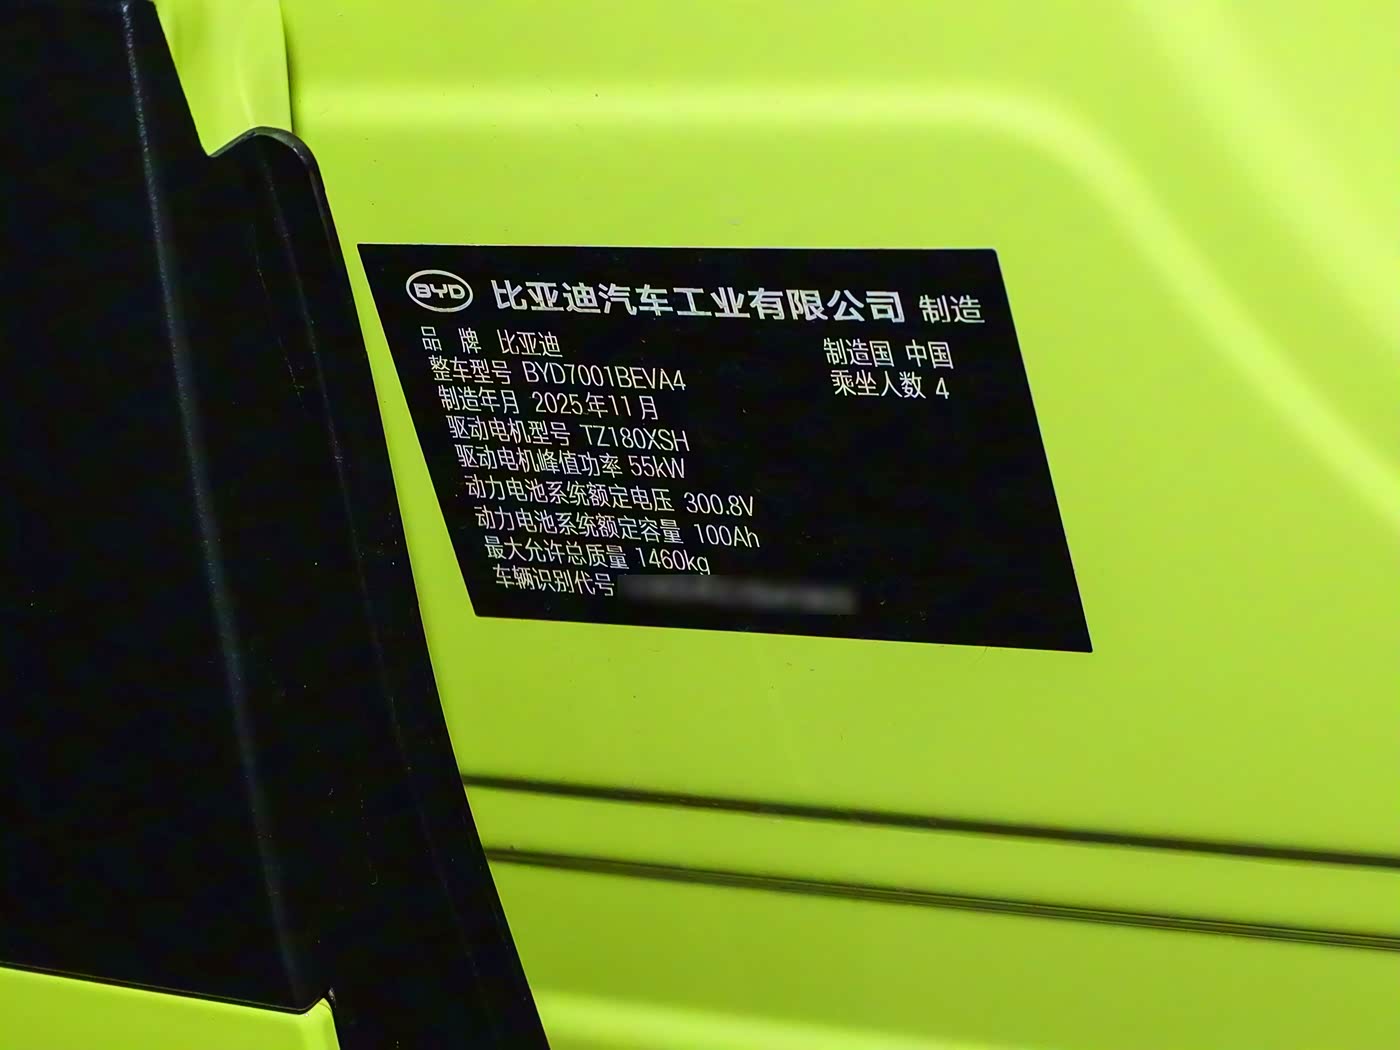 BYD 比亚迪汽车工业有限公司 制造
品 牌 比亚迪
制造国 中国
整车型号 BYD7001BEVA4
乘坐人数 4
制造年月 2025年11月
驱动电机型号 TZ180XSH
驱动电机峰值功率 55kW
动力电池系统额定电压 300.8V
动力电池系统额定容量 100Ah
最大允许总质量 1460kg
车辆识别代号